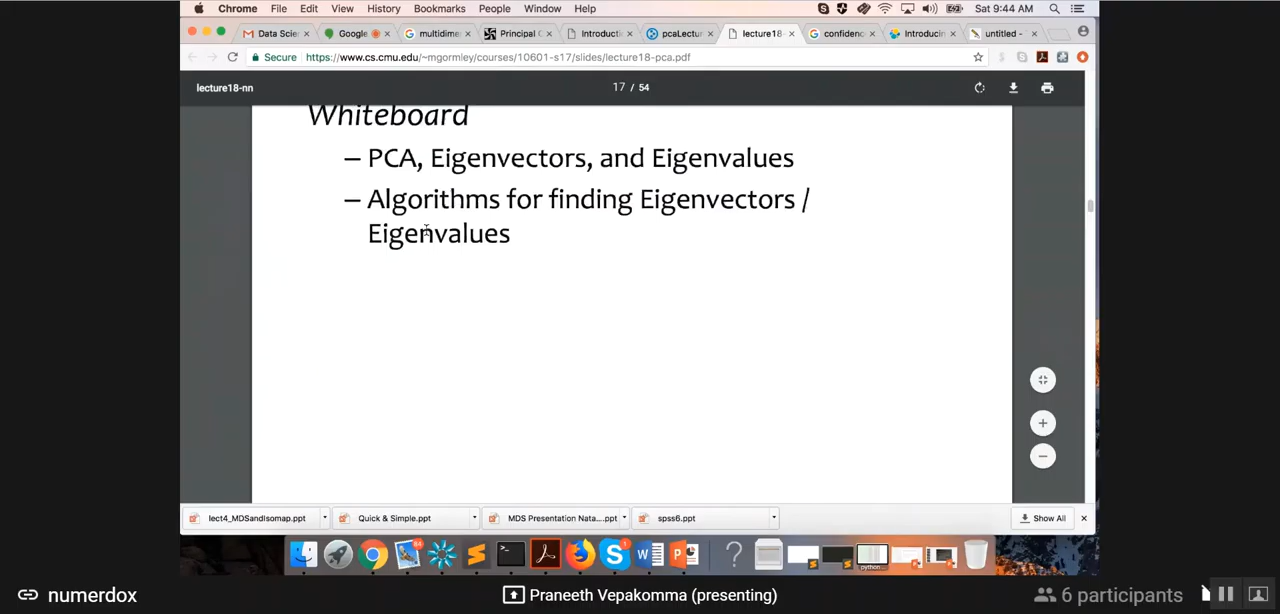 Chrome File Edit View History Bookmarks People Window Help Sat 9:44 AM
Data Scie Google multidime Principal C Introducti pcaLectur lecture18- confidenc Introducin untitled -
Secure https://www.cs.cmu.edu/~mgormley/courses/10601-s17/slides/lecture18-pca.pdf
lecture18-nn 17 / 54
Whiteboard
– PCA, Eigenvectors, and Eigenvalues
– Algorithms for finding Eigenvectors /
Eigenvalues
lect4_MDSandIsomap.ppt Quick & Simple.ppt MDS Presentation Nata....ppt spss6.ppt Show All
python
numerdox Praneeth Vepakomma (presenting) 6 participants